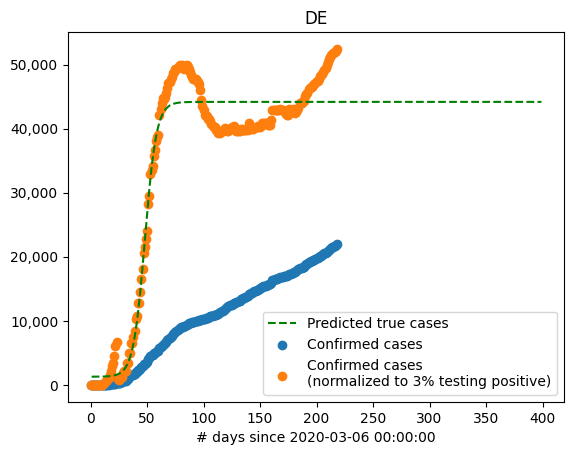 DE
50,000
40,000
30,000
20,000
10,000
0
Predicted true cases
Confirmed cases
Confirmed cases
(normalized to 3% testing positive)
0 50 100 150 200 250 300 350 400
# days since 2020-03-06 00:00:00